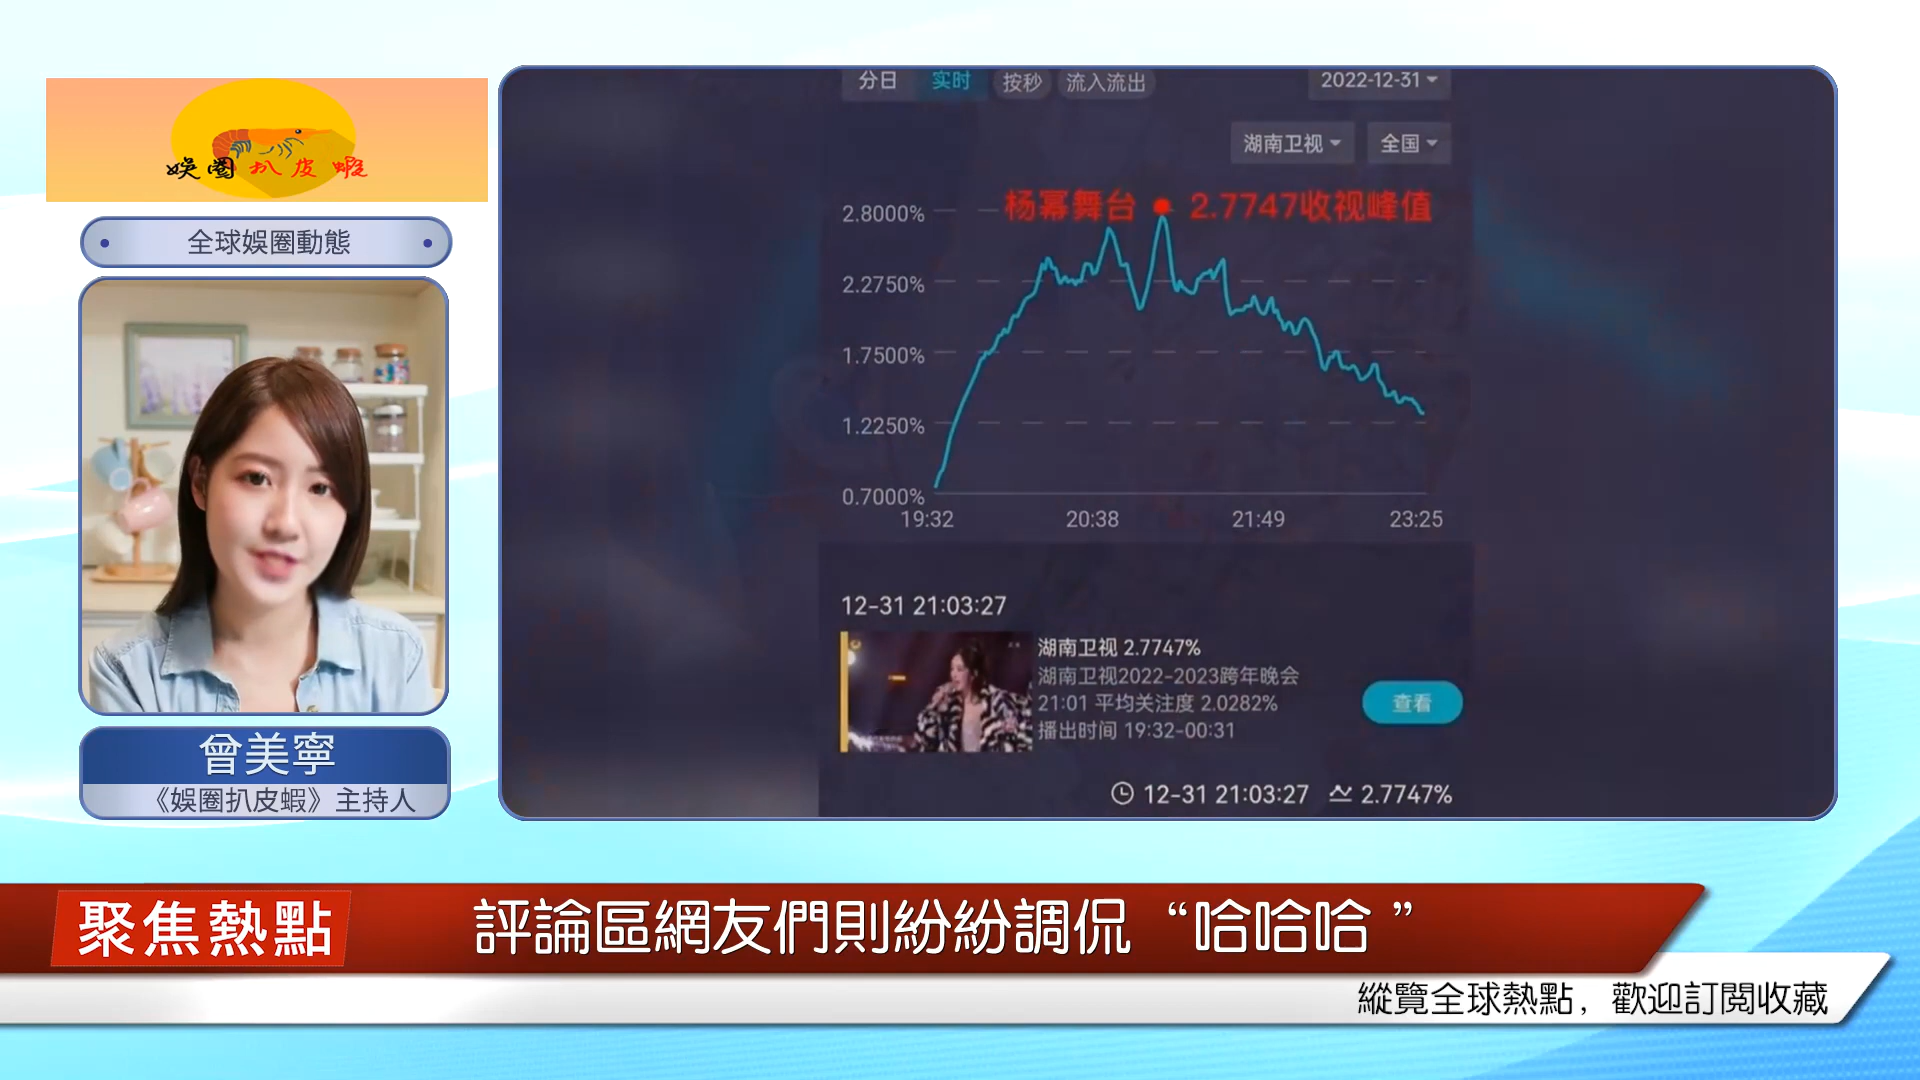 娛圈扒皮蝦
全球娛圈動態
曾美寧
《娛圈扒皮蝦》主持人
分日 实时 按秒 流入流出 2022-12-31
湖南卫视 全国
杨幂舞台 2.7747收视峰值
2.8000%
2.2750%
1.7500%
1.2250%
0.7000%
19:32 20:38 21:49 23:25
12-31 21:03:27
湖南卫视 2.7747%
湖南卫视2022-2023跨年晚会
21:01 平均关注度 2.0282%
播出时间 19:32-00:31
查看
12-31 21:03:27 2.7747%
聚焦熱點
評論區網友們則紛紛調侃“哈哈哈”
縱覽全球熱點，歡迎訂閱收藏